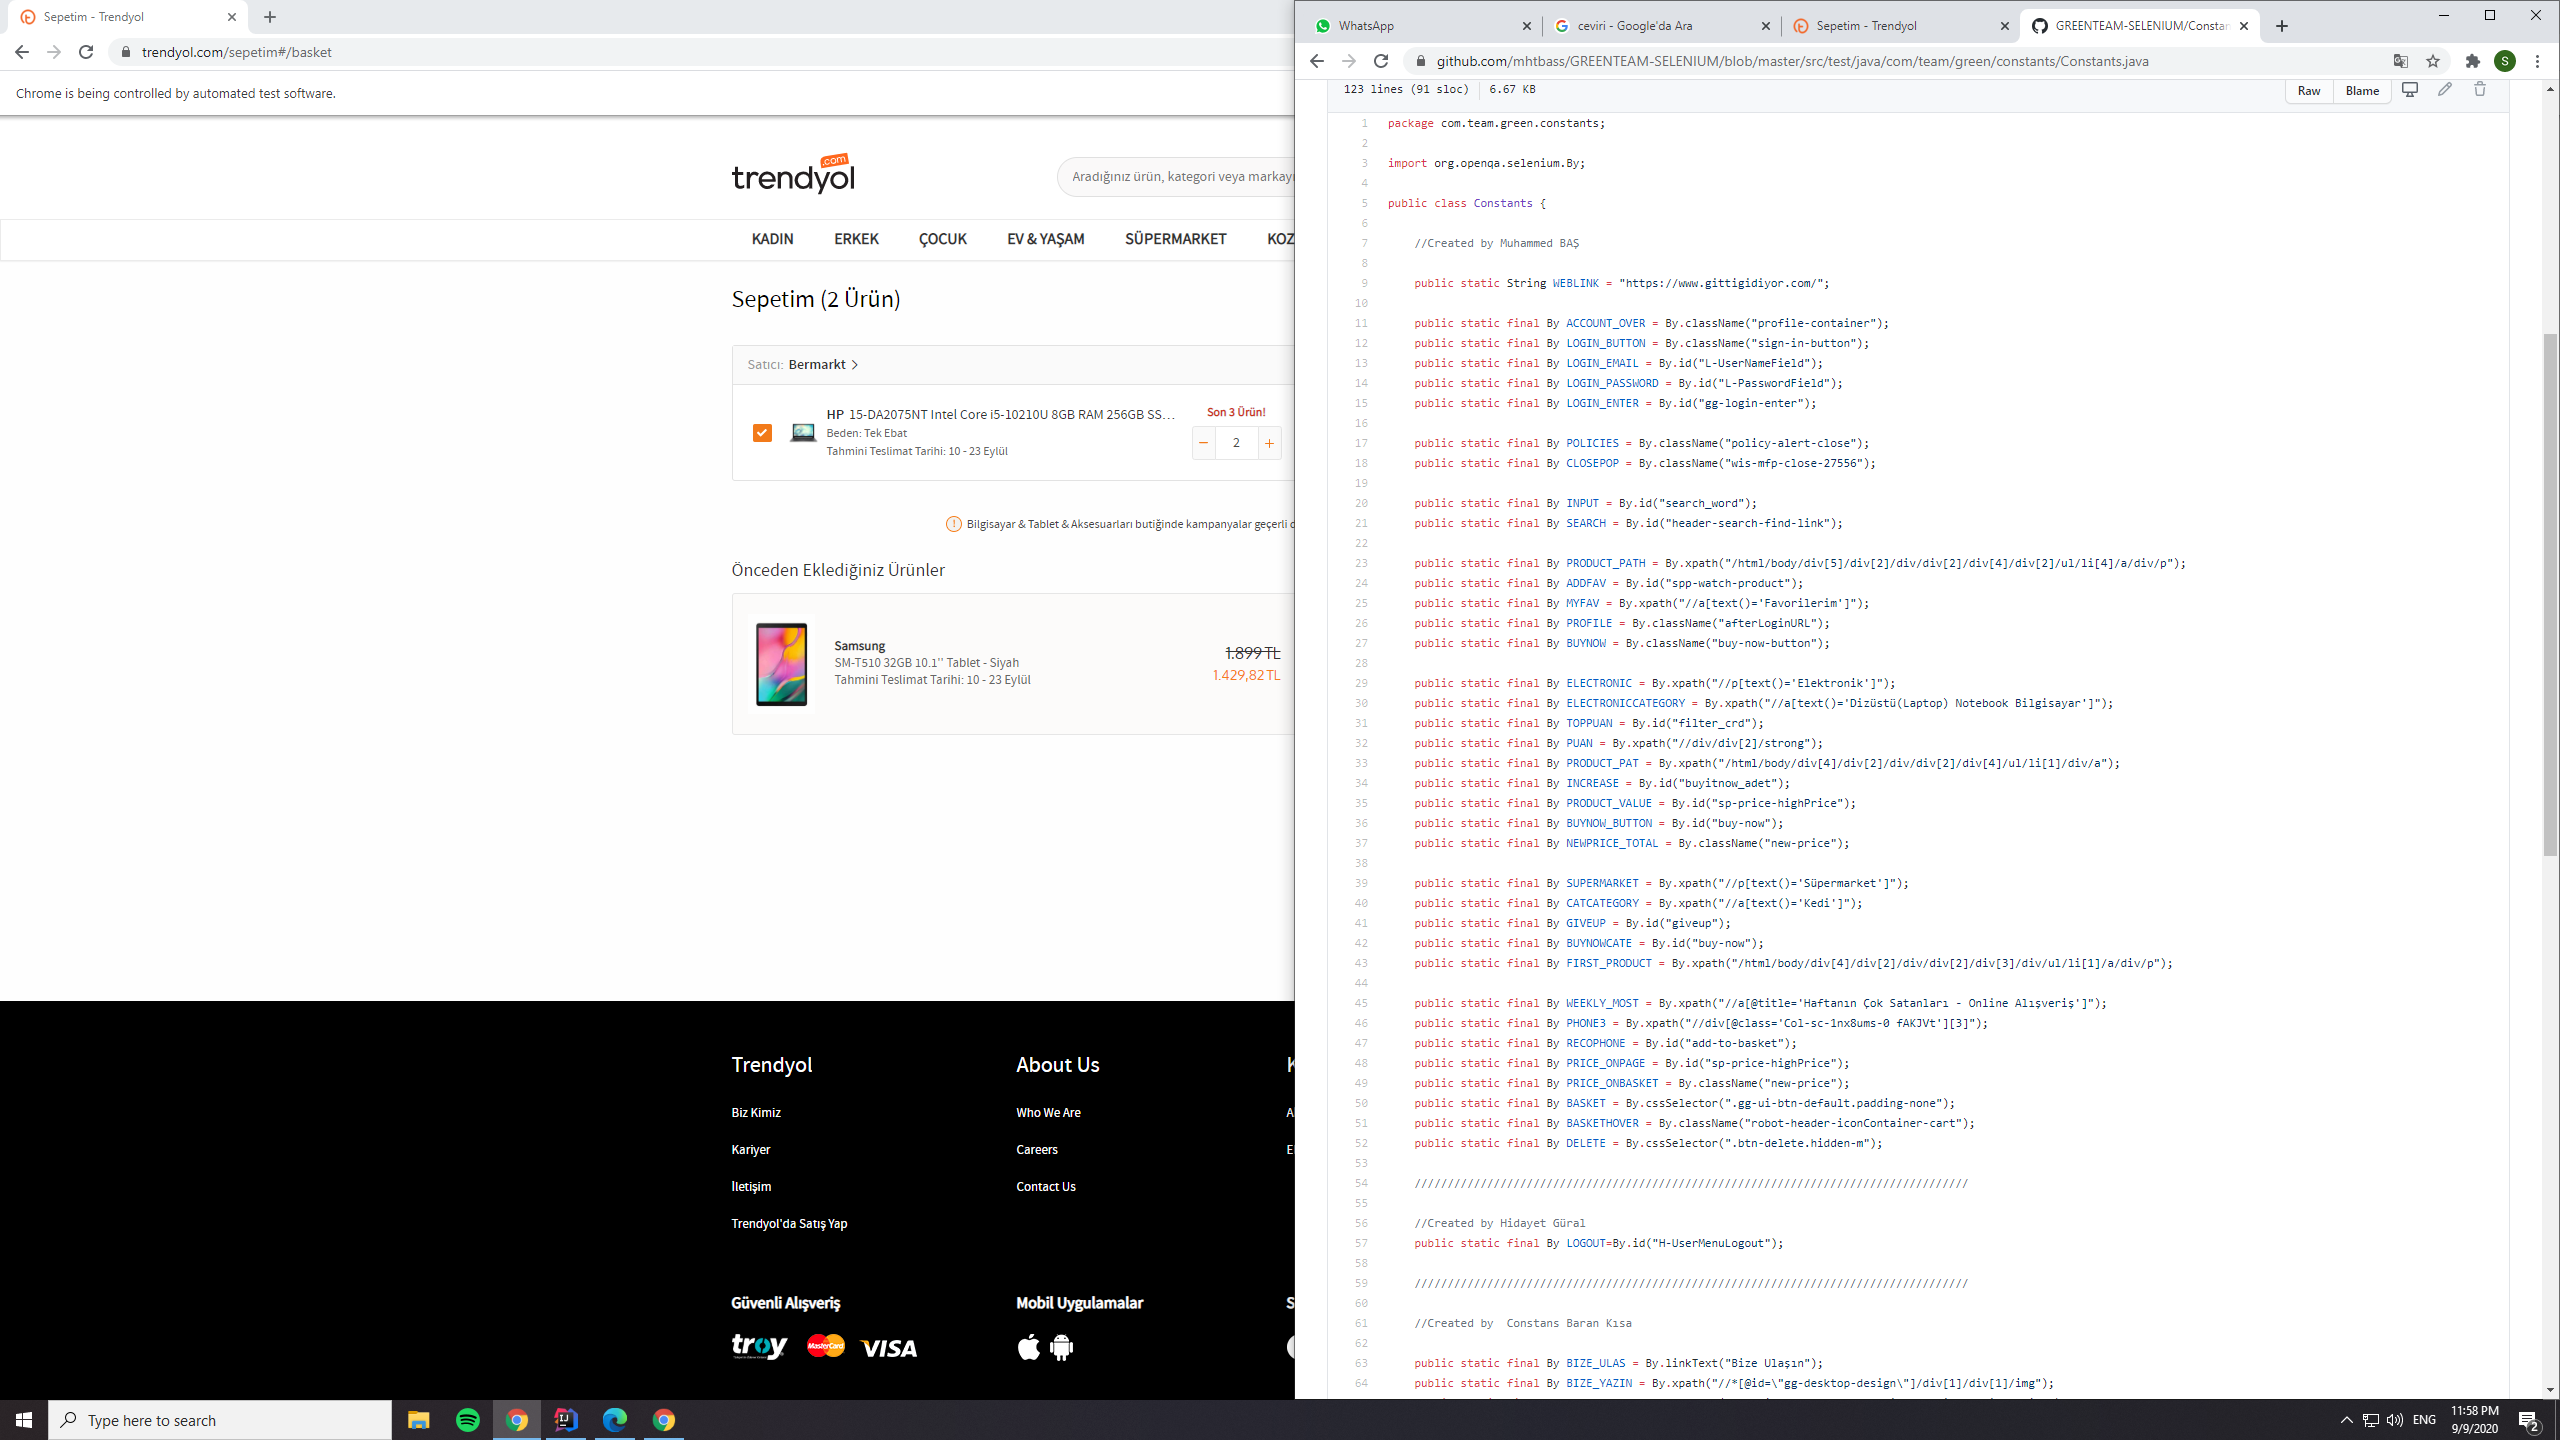 Sepetim - Trendyol
trendyol.com/sepetim#/basket
Chrome is being controlled by automated test software.
trendyol
.com
Aradığınız ürün, kategori veya markayı
KADIN ERKEK ÇOCUK EV & YAŞAM SÜPERMARKET KOZ
Sepetim (2 Ürün)
Satıcı: Bermarkt
HP 15-DA2075NT Intel Core i5-10210U 8GB RAM 256GB SS...
Beden: Tek Ebat
Tahmini Teslimat Tarihi: 10 - 23 Eylül
Son 3 Ürün!
− 2 +
Bilgisayar & Tablet & Aksesuarları butiğinde kampanyalar geçerli
Önceden Eklediğiniz Ürünler
Samsung
SM-T510 32GB 10.1'' Tablet - Siyah
Tahmini Teslimat Tarihi: 10 - 23 Eylül
1.899 TL
1.429,82 TL
Trendyol
Biz Kimiz
Kariyer
İletişim
Trendyol'da Satış Yap
About Us
Who We Are
Careers
Contact Us
Güvenli Alışveriş
troy MasterCard VISA
Mobil Uygulamalar
WhatsApp
ceviri - Google'da Ara
Sepetim - Trendyol
GREENTEAM-SELENIUM/Constan
github.com/mhtbass/GREENTEAM-SELENIUM/blob/master/src/test/java/com/team/green/constants/Constants.java
S
123 lines (91 sloc) 6.67 KB
Raw Blame
1 package com.team.green.constants;
2
3 import org.openqa.selenium.By;
4
5 public class Constants {
6
7 //Created by Muhammed BAŞ
8
9 public static String WEBLINK = "https://www.gittigidiyor.com/";
10
11 public static final By ACCOUNT_OVER = By.className("profile-container");
12 public static final By LOGIN_BUTTON = By.className("sign-in-button");
13 public static final By LOGIN_EMAIL = By.id("L-UserNameField");
14 public static final By LOGIN_PASSWORD = By.id("L-PasswordField");
15 public static final By LOGIN_ENTER = By.id("gg-login-enter");
16
17 public static final By POLICIES = By.className("policy-alert-close");
18 public static final By CLOSEPOP = By.className("wis-mfp-close-27556");
19
20 public static final By INPUT = By.id("search_word");
21 public static final By SEARCH = By.id("header-search-find-link");
22
23 public static final By PRODUCT_PATH = By.xpath("/html/body/div[5]/div[2]/div/div[2]/div[4]/div[2]/ul/li[4]/a/div/p");
24 public static final By ADDFAV = By.id("spp-watch-product");
25 public static final By MYFAV = By.xpath("//a[text()='Favorilerim']");
26 public static final By PROFILE = By.className("afterLoginURL");
27 public static final By BUYNOW = By.className("buy-now-button");
28
29 public static final By ELECTRONIC = By.xpath("//p[text()='Elektronik']");
30 public static final By ELECTRONICCATEGORY = By.xpath("//a[text()='Dizüstü(Laptop) Notebook Bilgisayar']");
31 public static final By TOPPUAN = By.id("filter_crd");
32 public static final By PUAN = By.xpath("//div/div[2]/strong");
33 public static final By PRODUCT_PAT = By.xpath("/html/body/div[4]/div[2]/div/div[2]/div[4]/ul/li[1]/div/a");
34 public static final By INCREASE = By.id("buyitnow_adet");
35 public static final By PRODUCT_VALUE = By.id("sp-price-highPrice");
36 public static final By BUYNOW_BUTTON = By.id("buy-now");
37 public static final By NEWPRICE_TOTAL = By.className("new-price");
38
39 public static final By SUPERMARKET = By.xpath("//p[text()='Süpermarket']");
40 public static final By CATCATEGORY = By.xpath("//a[text()='Kedi']");
41 public static final By GIVEUP = By.id("giveup");
42 public static final By BUYNOWCATE = By.id("buy-now");
43 public static final By FIRST_PRODUCT = By.xpath("/html/body/div[4]/div[2]/div/div[2]/div[3]/div/ul/li[1]/a/div/p");
44
45 public static final By WEEKLY_MOST = By.xpath("//a[@title='Haftanın Çok Satanları - Online Alışveriş']");
46 public static final By PHONE3 = By.xpath("//div[@class='Col-sc-1nx8ums-0 fAKJVt'][3]");
47 public static final By RECOPHONE = By.id("add-to-basket");
48 public static final By PRICE_ONPAGE = By.id("sp-price-highPrice");
49 public static final By PRICE_ONBASKET = By.className("new-price");
50 public static final By BASKET = By.cssSelector(".gg-ui-btn-default.padding-none");
51 public static final By BASKETHOVER = By.className("robot-header-iconContainer-cart");
52 public static final By DELETE = By.cssSelector(".btn-delete.hidden-m");
53
54 ////////////////////////////////////////////////////////////////////////////////////
55
56 //Created by Hidayet Güral
57 public static final By LOGOUT=By.id("H-UserMenuLogout");
58
59 ////////////////////////////////////////////////////////////////////////////////////
60
61 //Created by  Constans Baran Kısa
62
63 public static final By BIZE_ULAS = By.linkText("Bize Ulaşın");
64 public static final By BIZE_YAZIN = By.xpath("//*[@id=\"gg-desktop-design\"]/div[1]/div[1]/img");
Type here to search
ENG
11:58 PM
9/9/2020
2